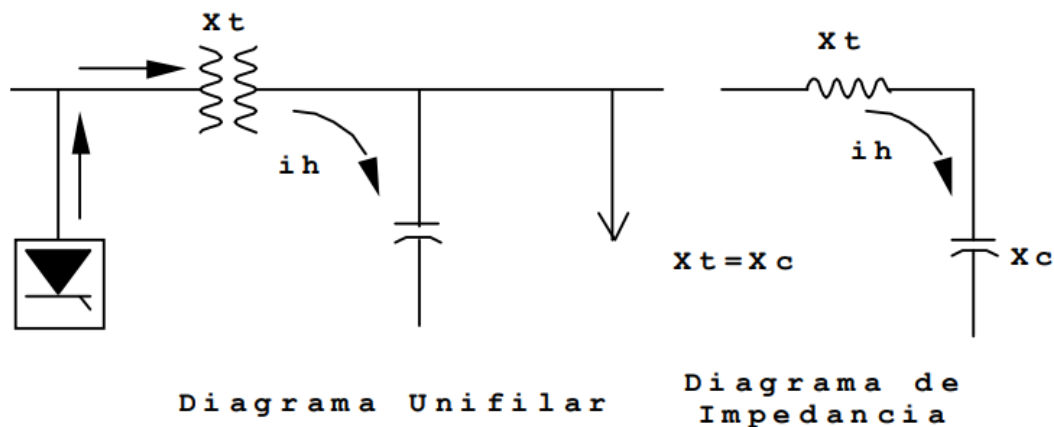 Xt
ih
Xt=Xc
Diagrama Unifilar
Xt
ih
Xc
Diagrama de
Impedancia